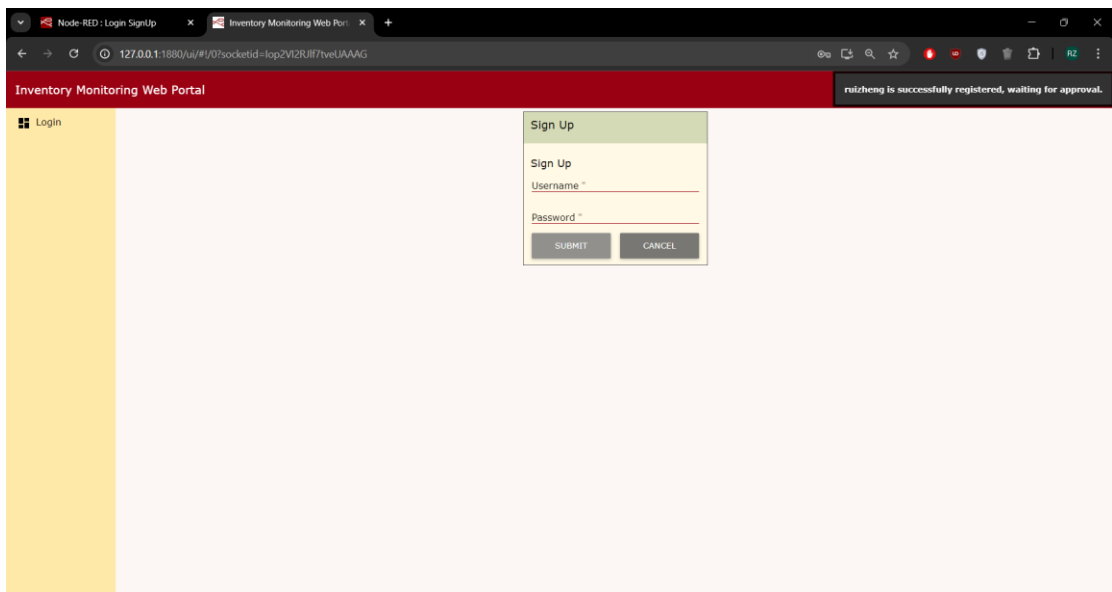 Node-RED : Login SignUp
Inventory Monitoring Web Port
127.0.0.1:1880/ui/#!/0?socketid=Iop2VI2RJlf7tveUAAAG
RZ
Inventory Monitoring Web Portal
ruizheng is successfully registered, waiting for approval.
Login
Sign Up
Sign Up
Username *
Password *
SUBMIT
CANCEL